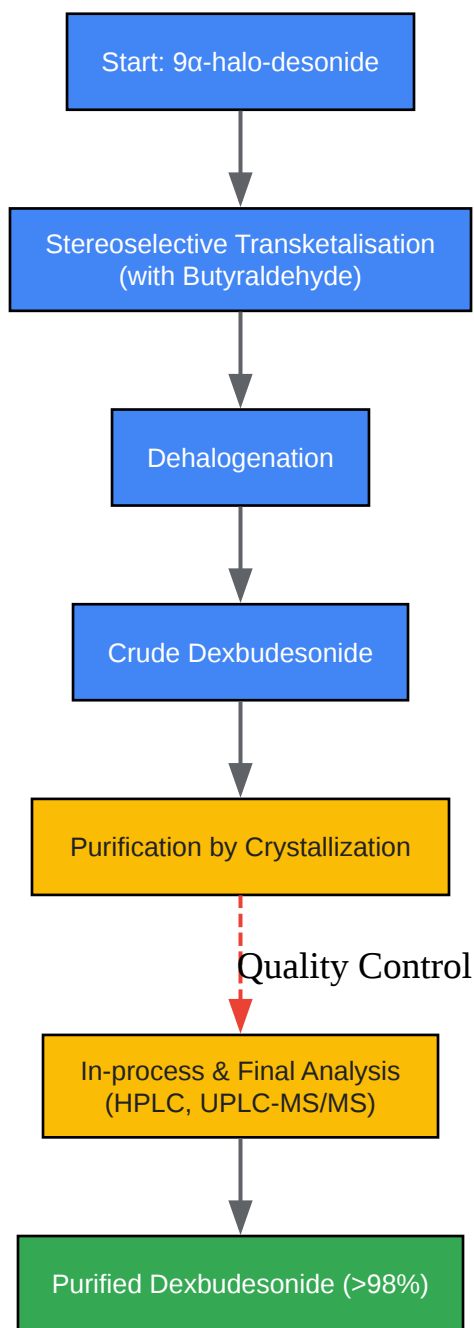 Start: 9α-halo-desonide
Stereoselective Transketalisation
(with Butyraldehyde)
Dehalogenation
Crude Dexbudesonide
Purification by Crystallization
Quality Control
In-process & Final Analysis
(HPLC, UPLC-MS/MS)
Purified Dexbudesonide (>98%)